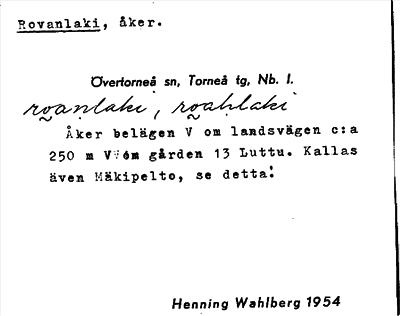 Rovanlaki, åker.
Övertorneå sn, Torneå tg, Nb. l.
roanlaki, roahlaki
Åker belägen V om landsvägen c:a
250 m V om gården 13 Luttu. Kallas
även Mäkipelto, se detta!
Henning Wahlberg 1954